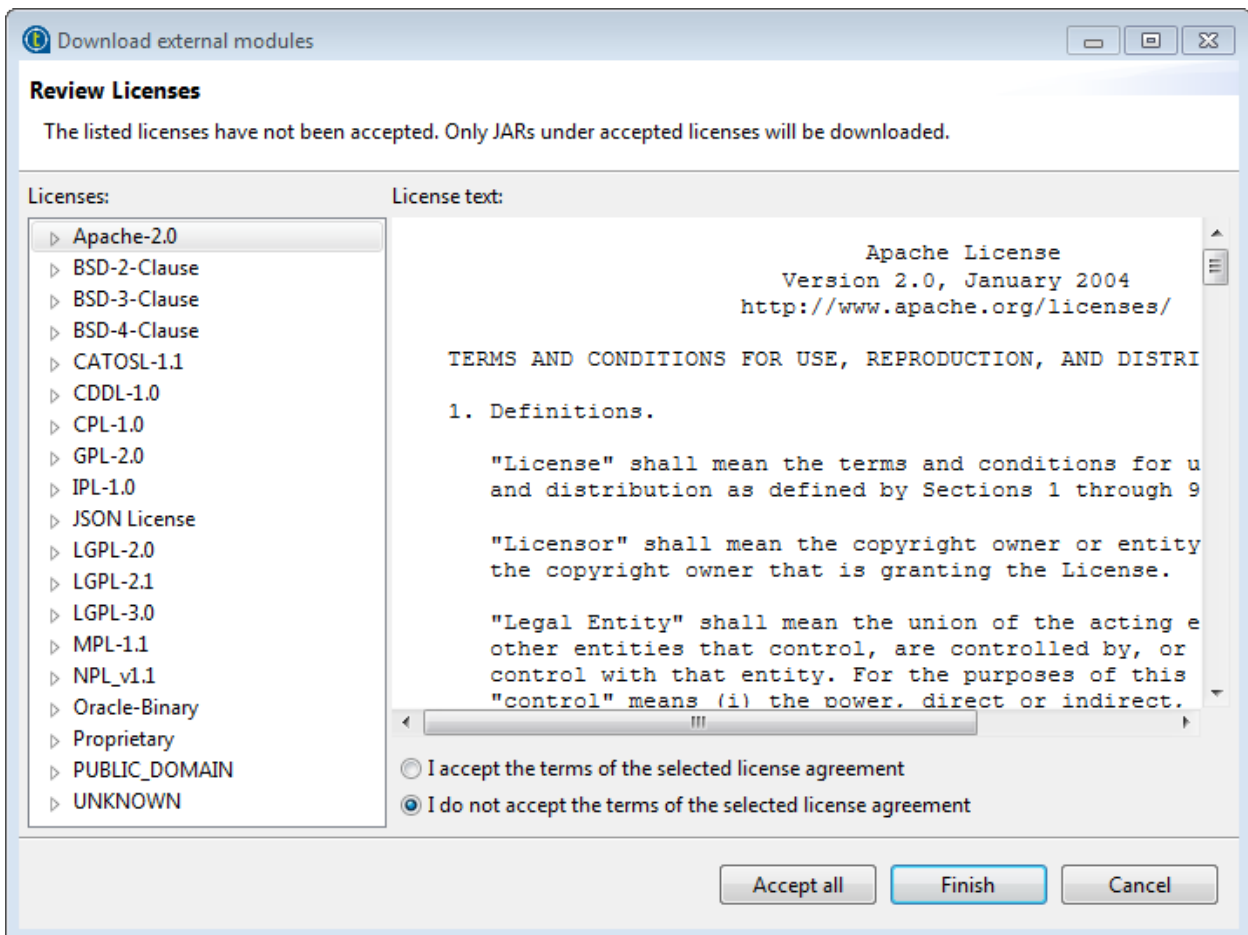 Download external modules
Review Licenses
The listed licenses have not been accepted. Only JARs under accepted licenses will be downloaded.
Licenses:
Apache-2.0
BSD-2-Clause
BSD-3-Clause
BSD-4-Clause
CATOSL-1.1
CDDL-1.0
CPL-1.0
GPL-2.0
IPL-1.0
JSON License
LGPL-2.0
LGPL-2.1
LGPL-3.0
MPL-1.1
NPL_v1.1
Oracle-Binary
Proprietary
PUBLIC_DOMAIN
UNKNOWN
License text:
Apache License
Version 2.0, January 2004
http://www.apache.org/licenses/
TERMS AND CONDITIONS FOR USE, REPRODUCTION, AND DISTRI
1. Definitions.
"License" shall mean the terms and conditions for u
and distribution as defined by Sections 1 through 9
"Licensor" shall mean the copyright owner or entity
the copyright owner that is granting the License.
"Legal Entity" shall mean the union of the acting e
other entities that control, are controlled by, or
control with that entity. For the purposes of this
"control" means (i) the power, direct or indirect,
I accept the terms of the selected license agreement
I do not accept the terms of the selected license agreement
Accept all
Finish
Cancel